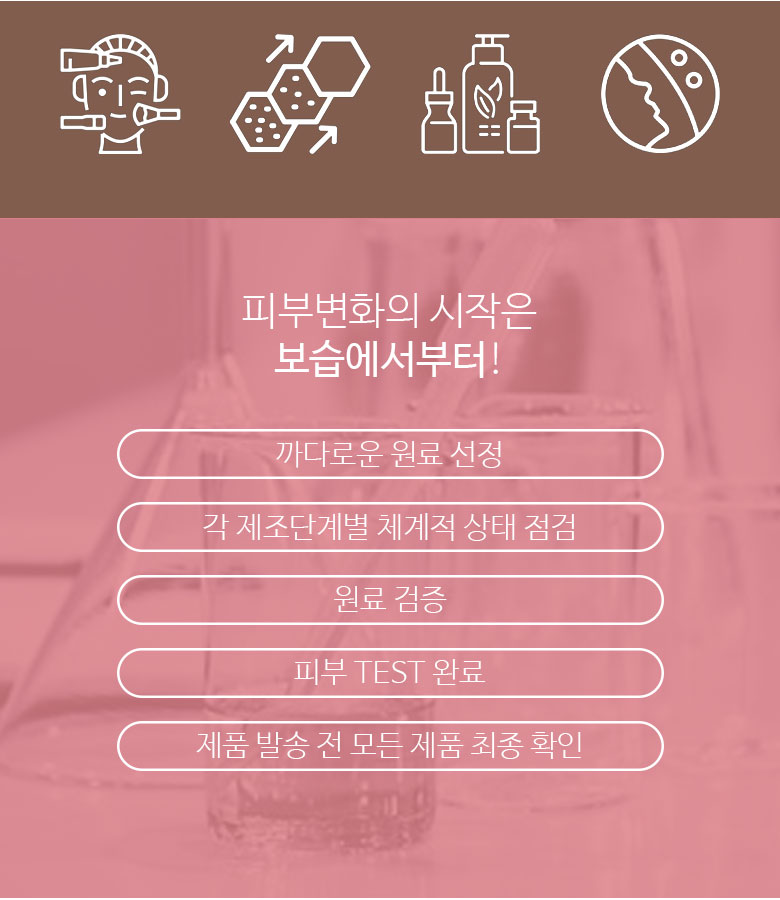 피부변화의 시작은
보습에서부터!
까다로운 원료 선정
각 제조단계별 체계적 상태 점검
원료 검증
피부 TEST 완료
제품 발송 전 모든 제품 최종 확인